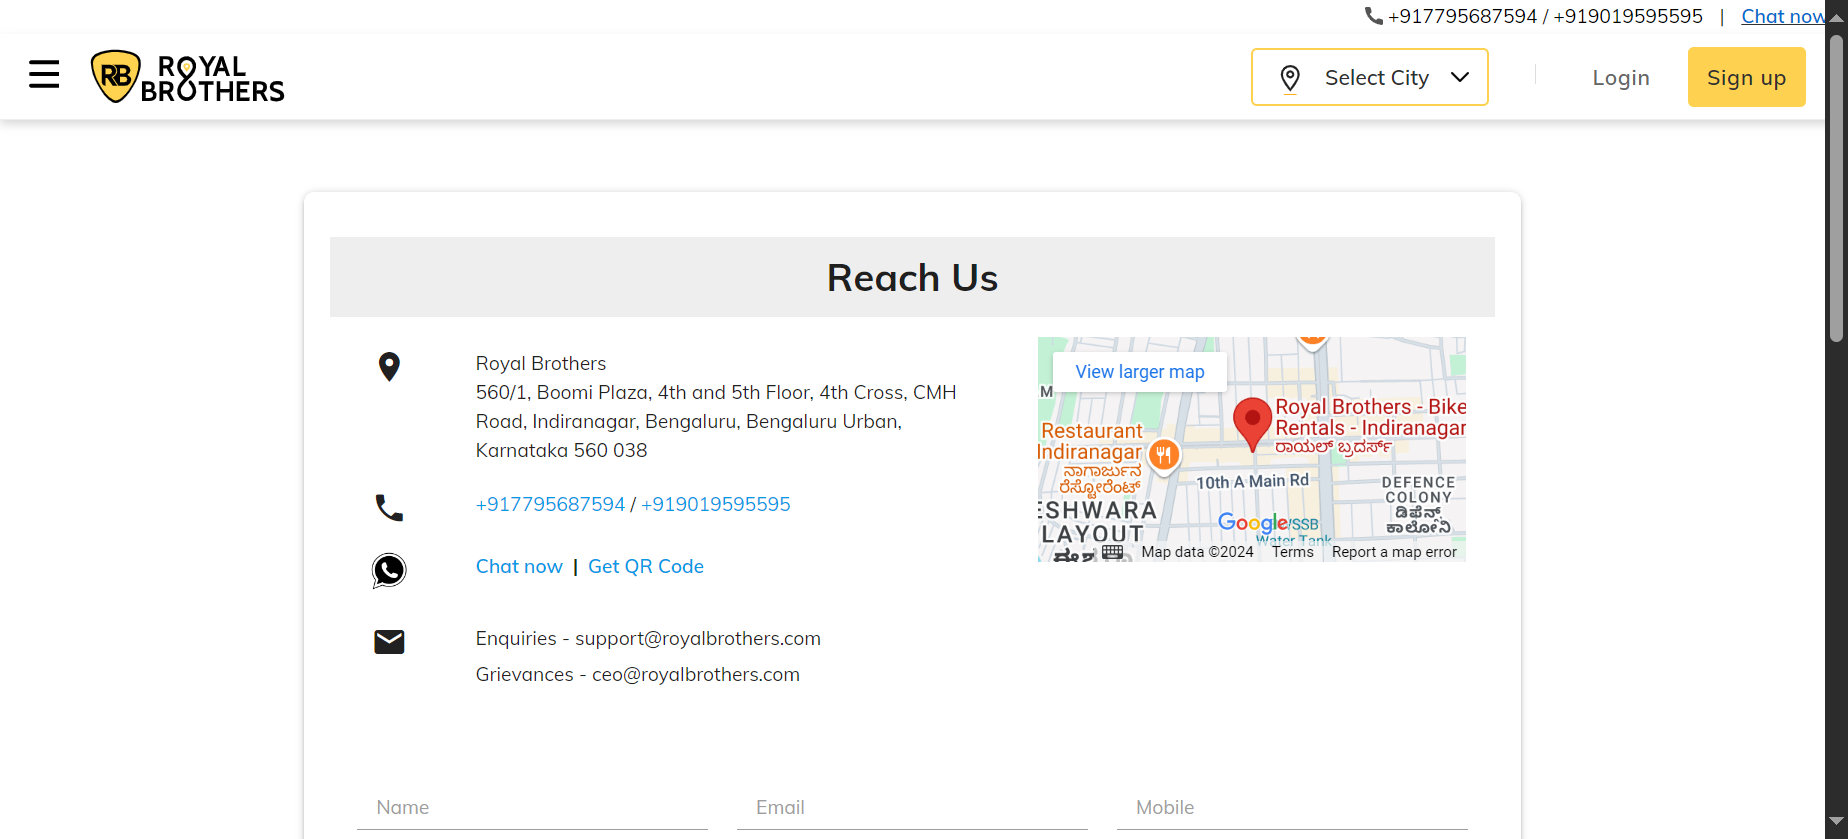 +917795687594 / +919019595595 | Chat now
RB ROYAL BROTHERS
Select City
Login
Sign up
Reach Us
Royal Brothers
560/1, Boomi Plaza, 4th and 5th Floor, 4th Cross, CMH
Road, Indiranagar, Bengaluru, Bengaluru Urban,
Karnataka 560 038
+917795687594 / +919019595595
Chat now | Get QR Code
Enquiries - support@royalbrothers.com
Grievances - ceo@royalbrothers.com
View larger map
M
Royal Brothers - Bike
Rentals - Indiranagar
ರಾಯಲ್ ಬ್ರದರ್ಸ್
Restaurant
Indiranagar
ನಾಗಾರ್ಜುನ
ರೆಸ್ಟೋರೆಂಟ್
10th A Main Rd
DEFENCE
COLONY
ಡಿಫೆನ್ಸ್
ಕಾಲೋನಿ
ESHWARA
LAYOUT
Google
Water Tank
Map data ©2024
Terms
Report a map error
Name
Email
Mobile